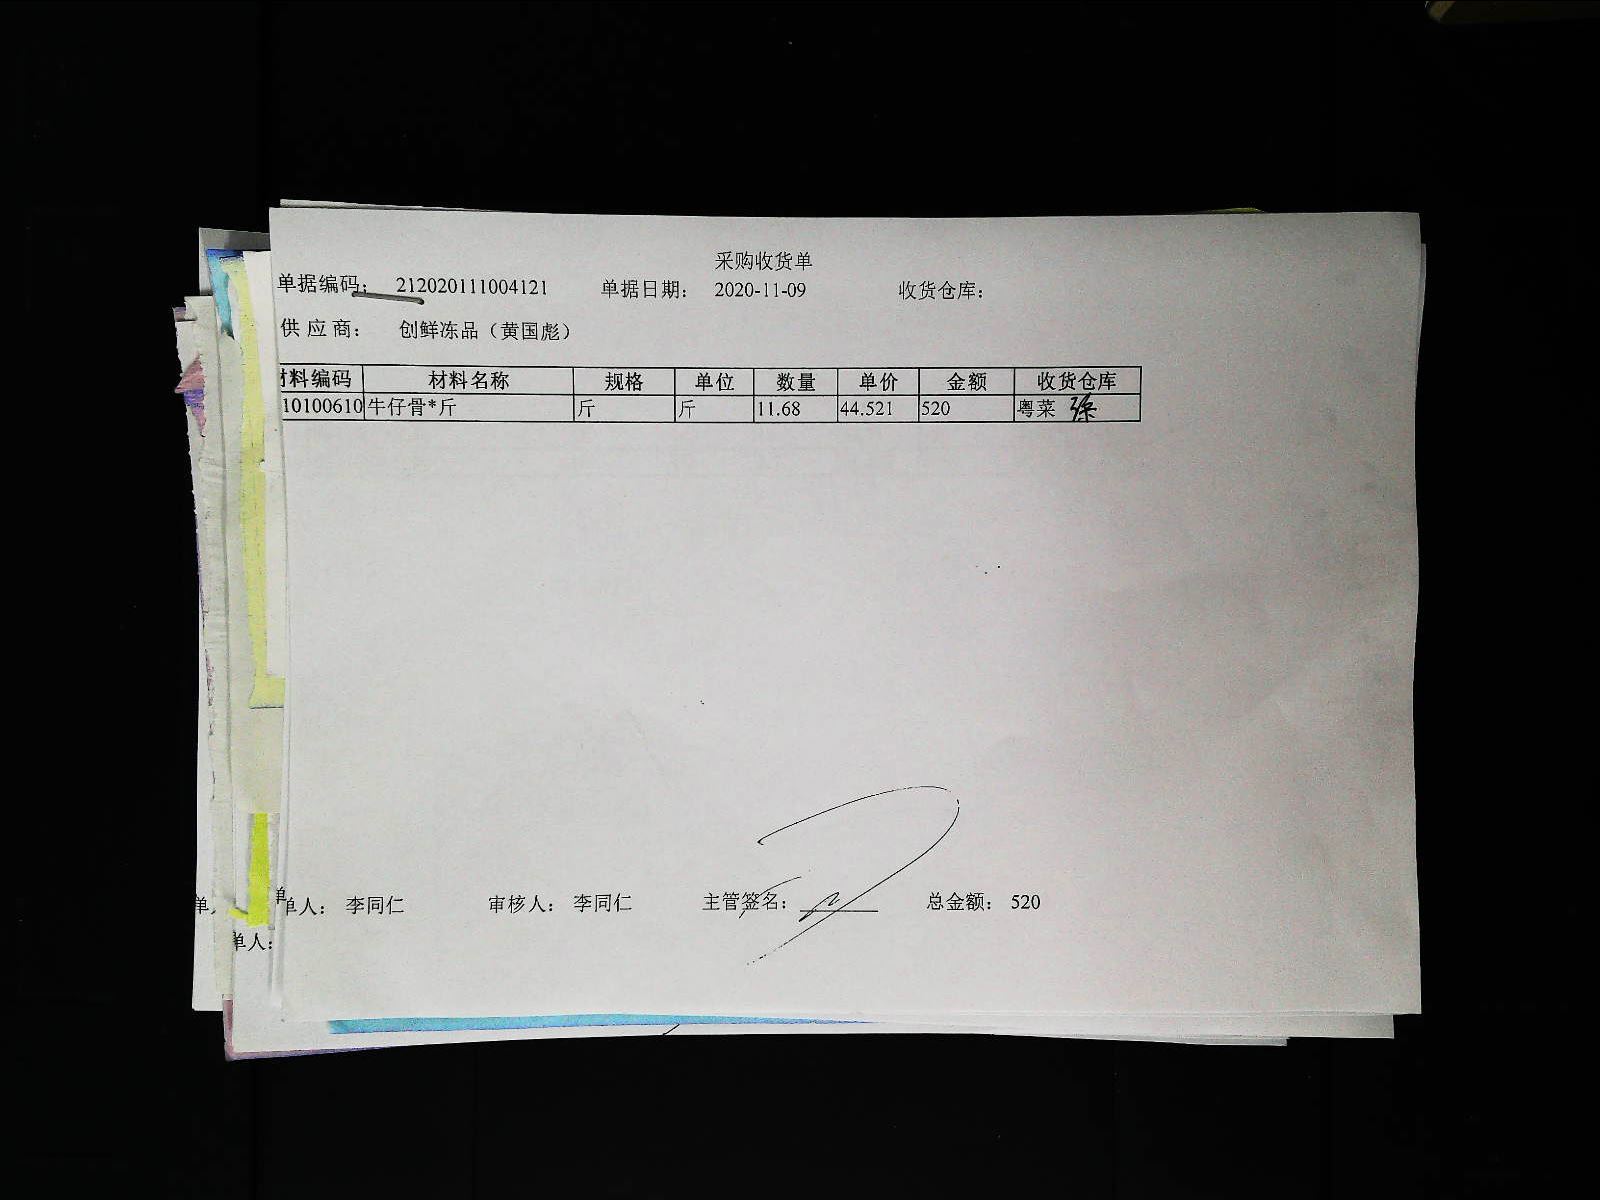 采购收货单
单据编码： 212020111004121 单据日期： 2020-11-09 收货仓库：
供应商： 创鲜冻品（黄国彪）
材料编码 材料名称 规格 单位 数量 单价 金额 收货仓库
10100610 牛仔骨*斤 斤 斤 11.68 44.521 520 粤菜
单人： 李同仁 审核人： 李同仁 主管签名： 总金额： 520
单
单
单人：